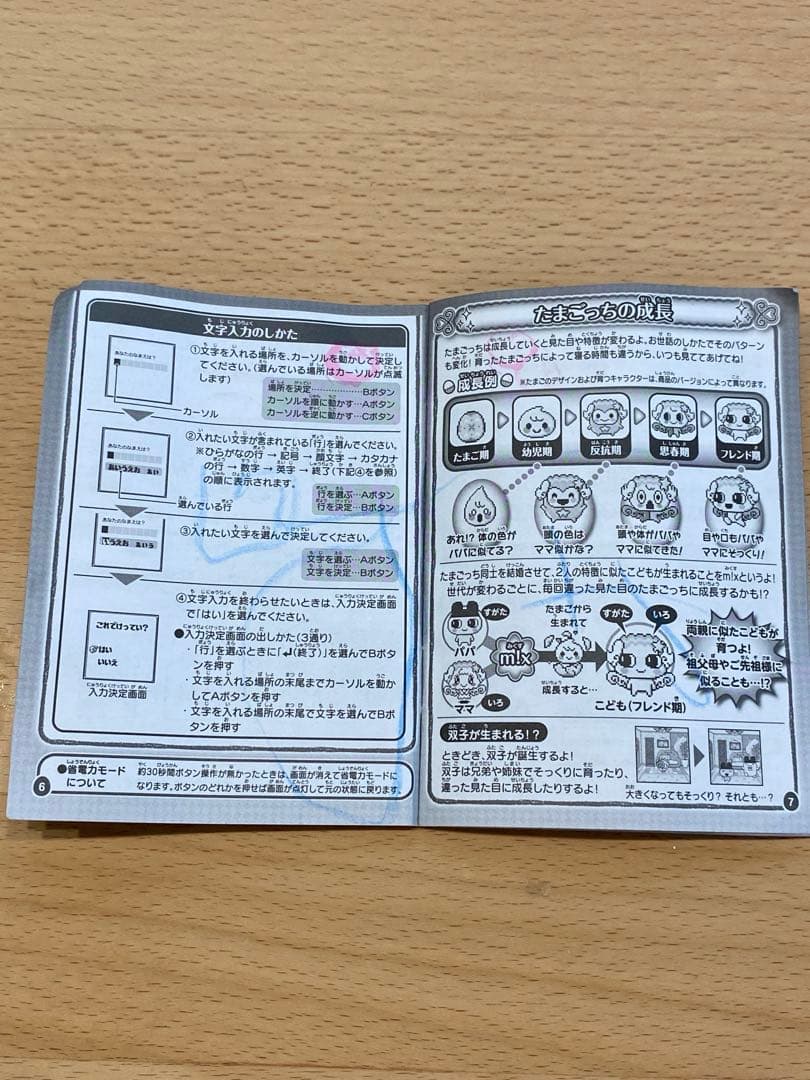 文字入力のしかた
あなたのなまえは?
①文字を入れる場所を、カーソルを動かして決定し
てください。(選んでいる場所はカーソルが点滅
します)
場所を決定…………Bボタン
カーソルを順に動かす…Aボタン
カーソルを逆に動かす…Cボタン
カーソル
あなたのなまえは?
あいうえお
②入れたい文字が含まれている「行」を選んでください。
※ひらがなの行 → 記号 → 顔文字 → カタカナ
の行 → 数字 → 英字 → 終了(下記④を参照)
の順に表示されます。
行を選ぶ…Aボタン
行を決定…Bボタン
選んでいる行
あなたのなまえは?
③入れたい文字を選んで決定してください。
文字を選ぶ…Aボタン
文字を決定…Bボタン
これでけってい?
はい
いいえ
入力決定画面
④文字入力を終わらせたいときは、入力決定画面
で「はい」を選んでください。
●入力決定画面の出しかた(3通り)
・「行」を選ぶときに「↲(終了)」を選んでBボタ
ンを押す
・文字を入れる場所の末尾までカーソルを動か
してAボタンを押す
・文字を入れる場所の末尾で文字を選んでBボ
タンを押す
●省電力モード
について
約30秒間ボタン操作が無かったときは、画面が消えて省電力モードに
なります。ボタンのどれかを押せば画面が点灯して元の状態に戻ります。
6
たまごっちの成長
たまごっちは成長していくと見た目や特徴が変わるよ。お世話のしかたでそのパターン
も変化!育ったたまごっちによって寝る時間も違うから、いつも見ててあげてね!
成長例
※たまごのデザインおよび育つキャラクターは、商品のバージョンによって異なります。
たまご期
幼児期
反抗期
思春期
フレンド期
あれ!?体の色が
パパに似てる?
頭の色は
ママ似かな?
頭や体がパパや
ママに似てきた!
目や口もパパや
ママにそっくり!
たまごっち同士を結婚させて、2人の特徴に似たこどもが生まれることをm!xというよ!
世代が変わるごとに、毎回違った見た目のたまごっちに成長するかも!?
すがた
パパ
ママ
いろ
m!x
たまごから
生まれて
成長すると…
すがた
いろ
こども(フレンド期)
両親に似たこどもが
育つよ!
祖父母やご先祖様に
似ることも…!?
双子が生まれる!?
ときどき、双子が誕生するよ!
双子は兄弟や姉妹でそっくりに育ったり、
違った見た目に成長したりするよ!
大きくなってもそっくり? それとも…?
7